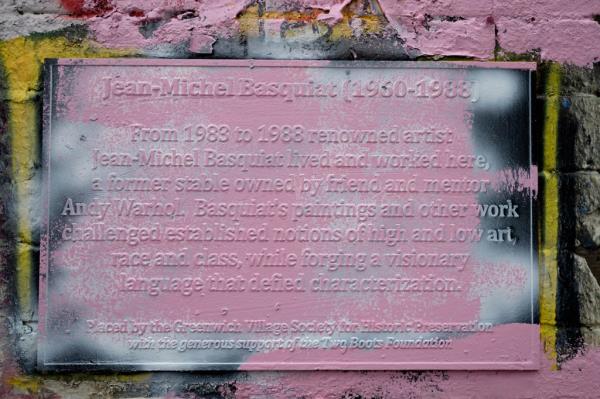 Jean-Michel Basquiat (1960-1988)
From 1983 to 1988 renowned artist
Jean-Michel Basquiat lived and worked here,
a former stable owned by friend and mentor
Andy Warhol. Basquiat's paintings and other work
challenged established notions of high and low art,
race and class, while forging a visionary
language that defied characterization.
Placed by the Greenwich Village Society for Historic Preservation
with the generous support of the Two Boots Foundation